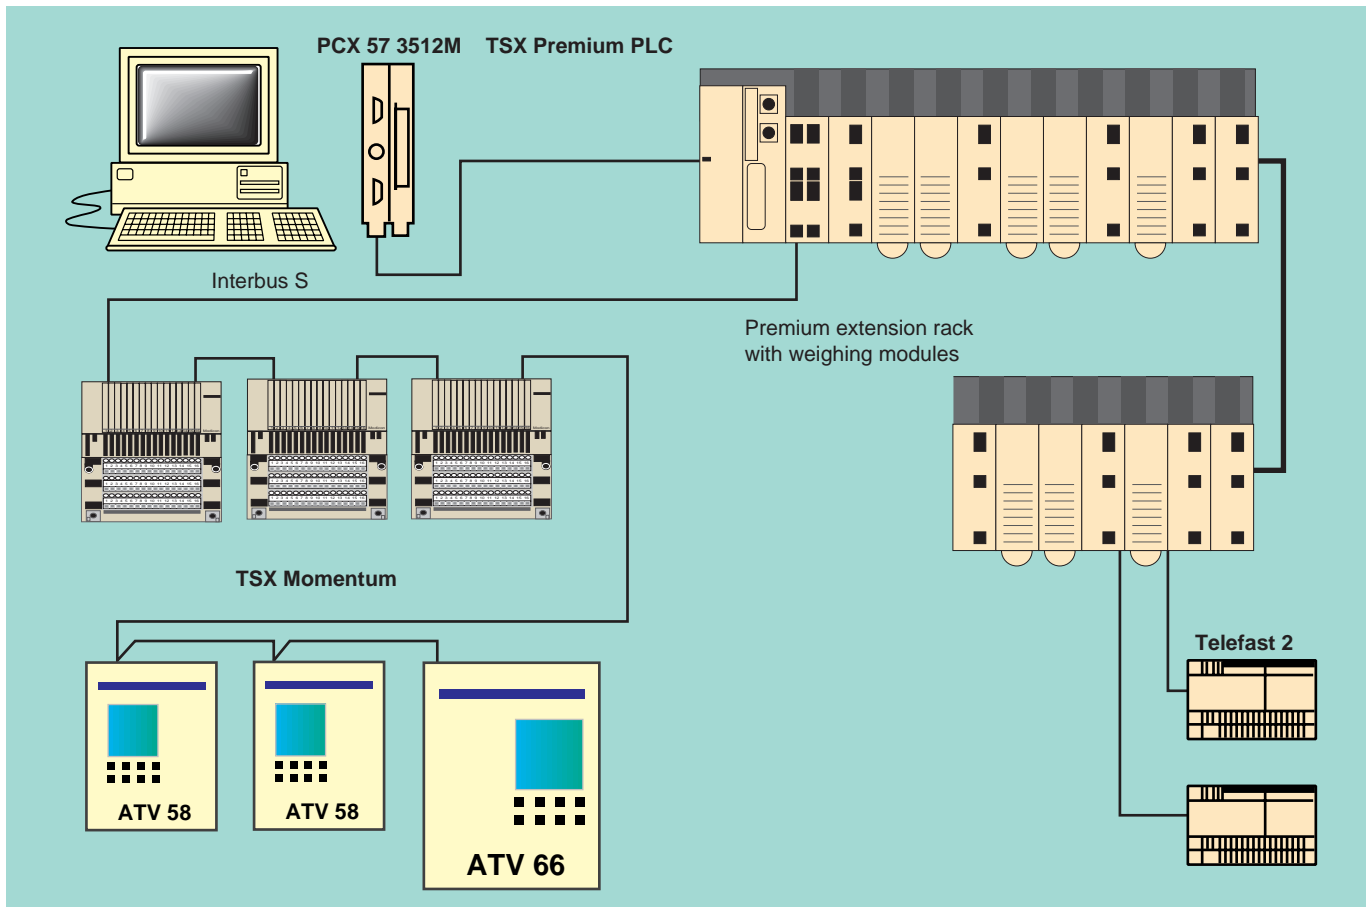 PCX 57 3512M TSX Premium PLC
Interbus S
Premium extension rack
with weighing modules
TSX Momentum
Telefast 2
ATV 58
ATV 58
ATV 66